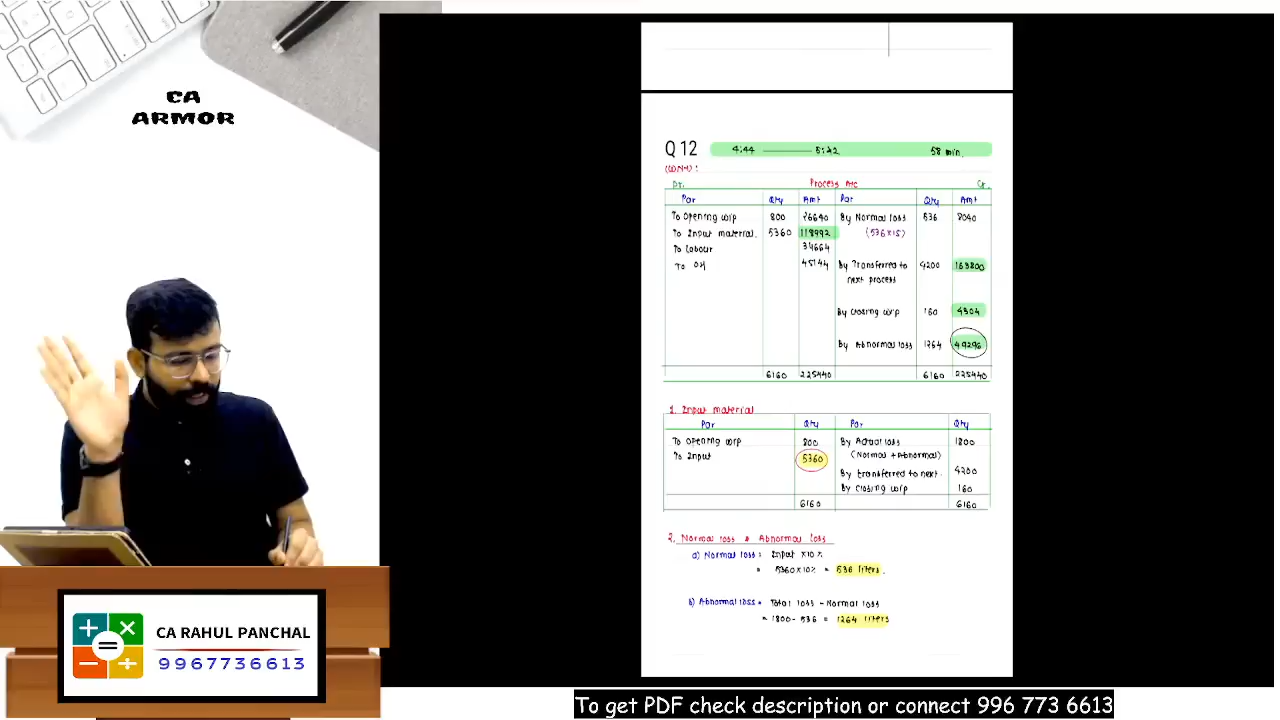 CA
ARMOR
Q 12 4:44 ——— 5:42 58 min.
(W.N-1) :
Dr. Process A/c Cr.
Par Qty Amt Par Qty Amt
To Opening wip 800 26640 By Normal loss 536 8040
To Input material. 5360 118992 (536×15)
To Labour 34664
To OH 45144 By Transferred to 4200 163800
next process
By Closing wip 160 4304
By Abnormal loss 1264 49296
6160 225440 6160 225440
1. Input material
Par Qty Par Qty
To Opening wip 800 By Actual loss 1800
To Input 5360 (Normal + Abnormal)
By transferred to next. 4200
By Closing wip 160
6160 6160
2. Normal loss & Abnormal loss
a) Normal loss = Input ×10 %
= 5360×10% = 536 liters.
b) Abnormal loss = Total loss - Normal loss
= 1800 - 536 = 1264 liters
CA RAHUL PANCHAL
9967736613
To get PDF check description or connect 996 773 6613